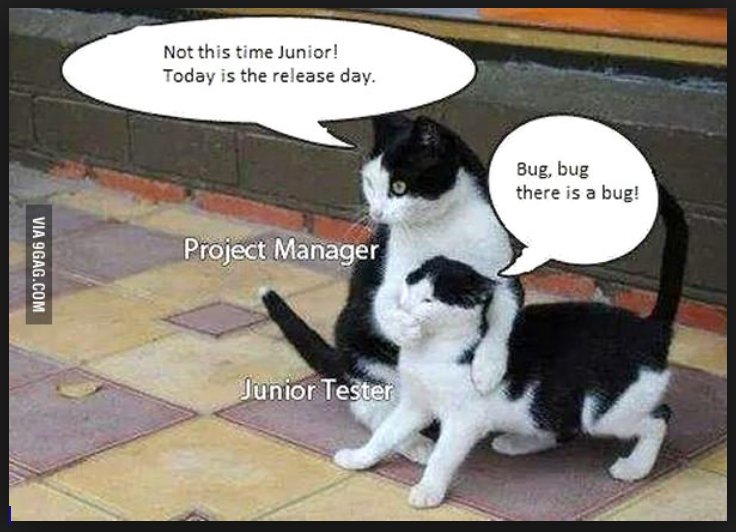 Not this time Junior!
Today is the release day.
Bug, bug
there is a bug!
Project Manager
Junior Tester
VIA 9GAG.COM